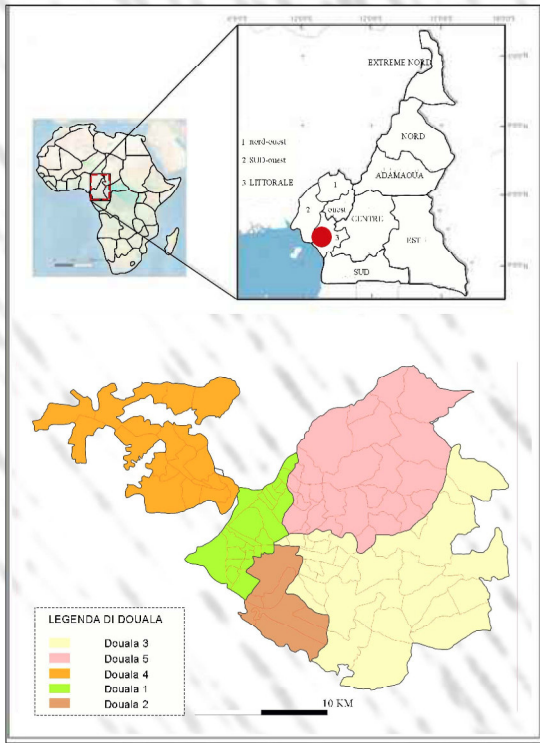 EXTREME NORD
NORD
ADAMAOUA
1 nord-ouest
2 SUD-ouest
3 LITTORALE
1
2
ouest
CENTRE
3
EST
SUD
LEGENDA DI DOUALA
Douala 3
Douala 5
Douala 4
Douala 1
Douala 2
10 KM